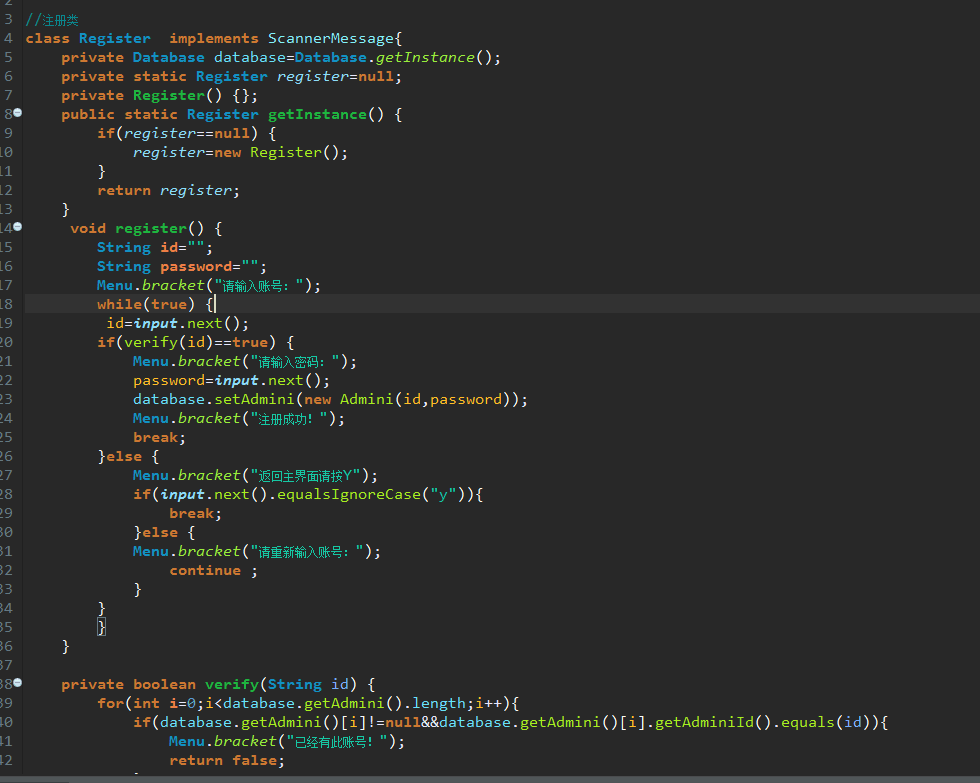 2
3 //注册类
4 class Register  implements ScannerMessage{
5     private Database database=Database.getInstance();
6     private static Register register=null;
7     private Register() {};
8     public static Register getInstance() {
9         if(register==null) {
10             register=new Register();
11         }
12         return register;
13     }
14      void register() {
15         String id="";
16         String password="";
17         Menu.bracket("请输入账号：");
18         while(true) {
19          id=input.next();
20         if(verify(id)==true) {
21             Menu.bracket("请输入密码：");
22             password=input.next();
23             database.setAdmini(new Admini(id,password));
24             Menu.bracket("注册成功！");
25             break;
26         }else {
27             Menu.bracket("返回主界面请按Y");
28             if(input.next().equalsIgnoreCase("y")){
29                 break;
30             }else {
31             Menu.bracket("请重新输入账号：");
32                 continue ;
33             }
34         }
35         }
36     }
37
38     private boolean verify(String id) {
39         for(int i=0;i<database.getAdmini().length;i++){
40             if(database.getAdmini()[i]!=null&&database.getAdmini()[i].getAdminiId().equals(id)){
41                 Menu.bracket("已经有此账号！");
42                 return false;